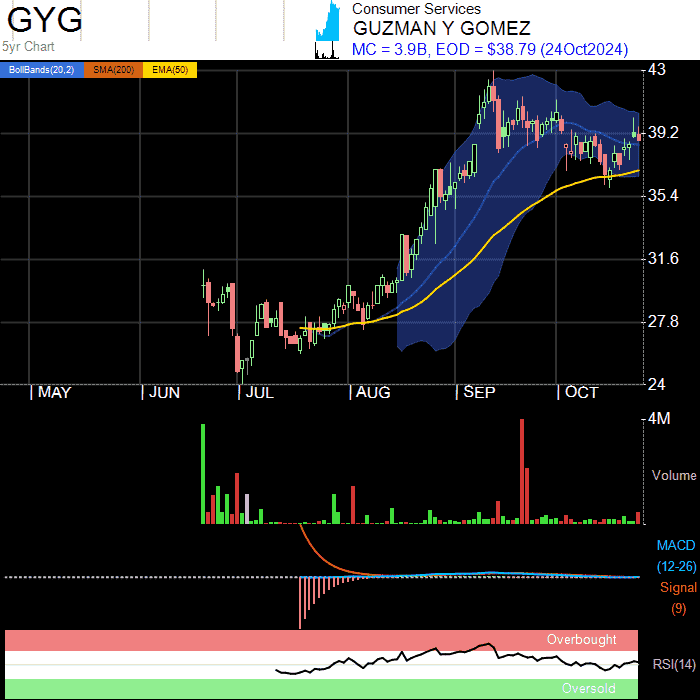 GYG
5yr Chart
Consumer Services
GUZMAN Y GOMEZ
MC = 3.9B, EOD = $38.79 (24Oct2024)
BollBands(20,2) SMA(200) EMA(50)
43
39.2
35.4
31.6
27.8
24
MAY JUN JUL AUG SEP OCT
4M
Volume
MACD
(12-26)
Signal
(9)
Overbought
RSI(14)
Oversold